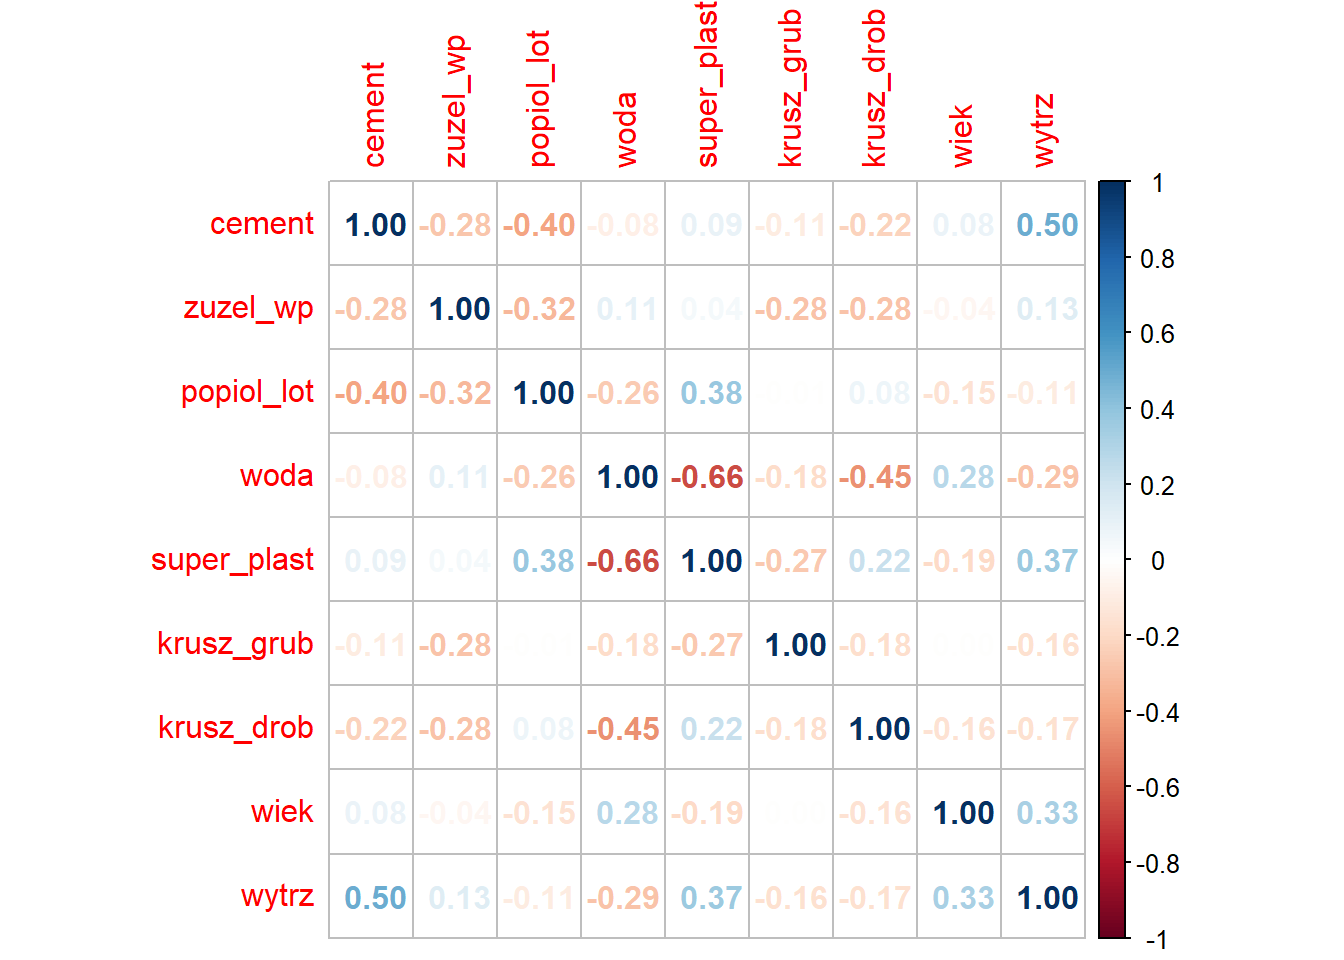 cement zuzel_wp popiol_lot woda super_plast krusz_grub krusz_drob wiek wytrz
cement 1.00 -0.28 -0.40 -0.08 0.09 -0.11 -0.22 0.08 0.50
zuzel_wp -0.28 1.00 -0.32 0.11 0.04 -0.28 -0.28 -0.04 0.13
popiol_lot -0.40 -0.32 1.00 -0.26 0.38 0.08 -0.15 -0.11
woda -0.08 0.11 -0.26 1.00 -0.66 -0.18 -0.45 0.28 -0.29
super_plast 0.09 0.04 0.38 -0.66 1.00 -0.27 0.22 -0.19 0.37
krusz_grub -0.11 -0.28 -0.18 -0.27 1.00 -0.18 -0.16
krusz_drob -0.22 -0.28 0.08 -0.45 0.22 -0.18 1.00 -0.16 -0.17
wiek 0.08 -0.04 -0.15 0.28 -0.19 -0.16 1.00 0.33
wytrz 0.50 0.13 -0.11 -0.29 0.37 -0.16 -0.17 0.33 1.00
1
0.8
0.6
0.4
0.2
0
-0.2
-0.4
-0.6
-0.8
-1